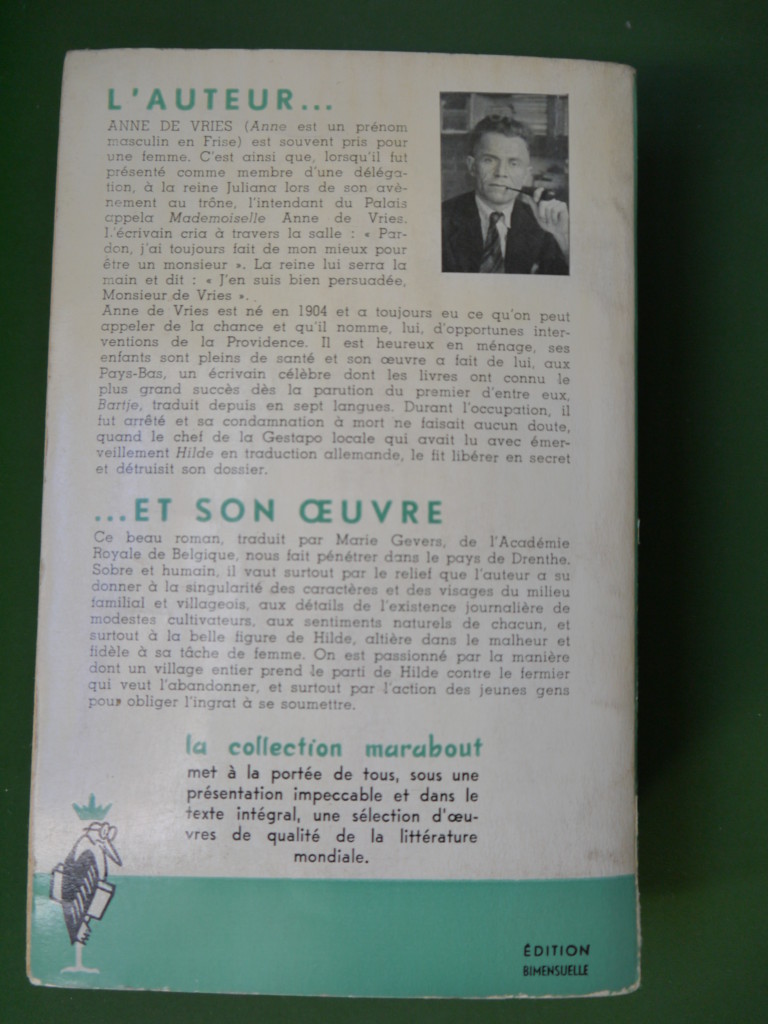 L'AUTEUR...
ANNE DE VRIES (Anne est un prénom
masculin en Frise) est souvent pris pour
une femme. C'est ainsi que, lorsqu'il fut
présenté comme membre d'une déléga-
tion, à la reine Juliana lors de son avè-
nement au trône, l'intendant du Palais
appela Mademoiselle Anne de Vries.
L'écrivain cria à travers la salle : « Par-
don, j'ai toujours fait de mon mieux pour
être un monsieur ». La reine lui serra la
main et dit : « J'en suis bien persuadée,
Monsieur de Vries ».
Anne de Vries est né en 1904 et a toujours eu ce qu'on peut
appeler de la chance et qu'il nomme, lui, d'opportunes inter-
ventions de la Providence. Il est heureux en ménage, ses
enfants sont pleins de santé et son œuvre a fait de lui, aux
Pays-Bas, un écrivain célèbre dont les livres ont connu le
plus grand succès dès la parution du premier d'entre eux,
Bartje, traduit depuis en sept langues. Durant l'occupation, il
fut arrêté et sa condamnation à mort ne faisait aucun doute,
quand le chef de la Gestapo locale qui avait lu avec émer-
veillement Hilde en traduction allemande, le fit libérer en secret
et détruisit son dossier.
...ET SON ŒUVRE
Ce beau roman, traduit par Marie Gevers, de l'Académie
Royale de Belgique, nous fait pénétrer dans le pays de Drenthe.
Sobre et humain, il vaut surtout par le relief que l'auteur a su
donner à la singularité des caractères et des visages du milieu
familial et villageois, aux détails de l'existence journalière de
modestes cultivateurs, aux sentiments naturels de chacun, et
surtout à la belle figure de Hilde, altière dans le malheur et
fidèle à sa tâche de femme. On est passionné par la manière
dont un village entier prend le parti de Hilde contre le fermier
qui veut l'abandonner, et surtout par l'action des jeunes gens
pour obliger l'ingrat à se soumettre.
la collection marabout
met à la portée de tous, sous une
présentation impeccable et dans le
texte intégral, une sélection d'œu-
vres de qualité de la littérature
mondiale.
ÉDITION
BIMENSUELLE